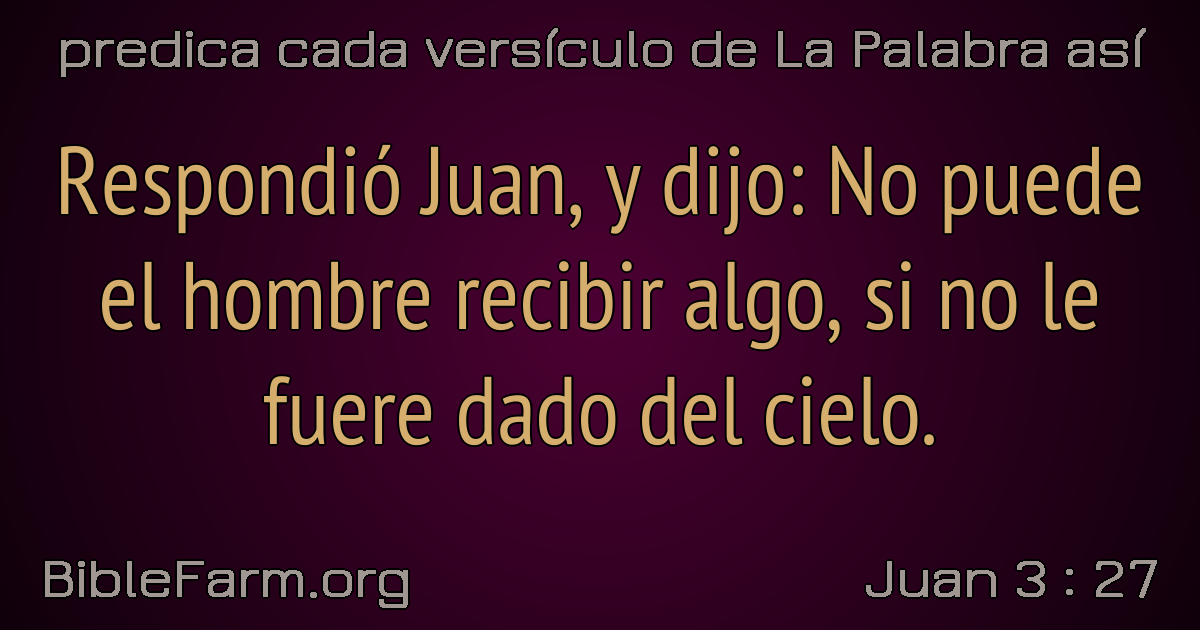 predica cada versículo de La Palabra así
Respondió Juan, y dijo: No puede
el hombre recibir algo, si no le
fuere dado del cielo.
BibleFarm.org
Juan 3 : 27